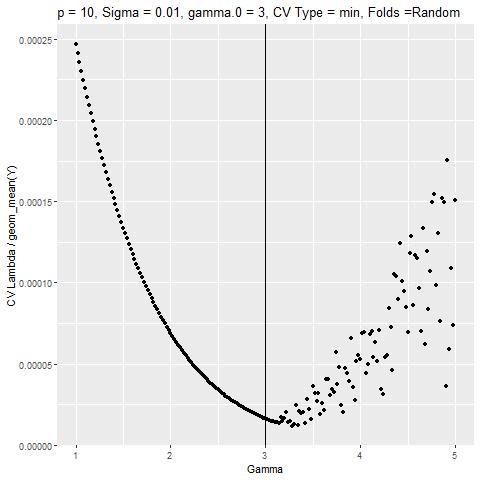 p = 10, Sigma = 0.01, gamma.0 = 3, CV Type = min, Folds =Random
0.00025
0.00020
0.00015
0.00010
0.00005
0.00000
CV Lambda / geom_mean(Y)
1 2 3 4 5
Gamma